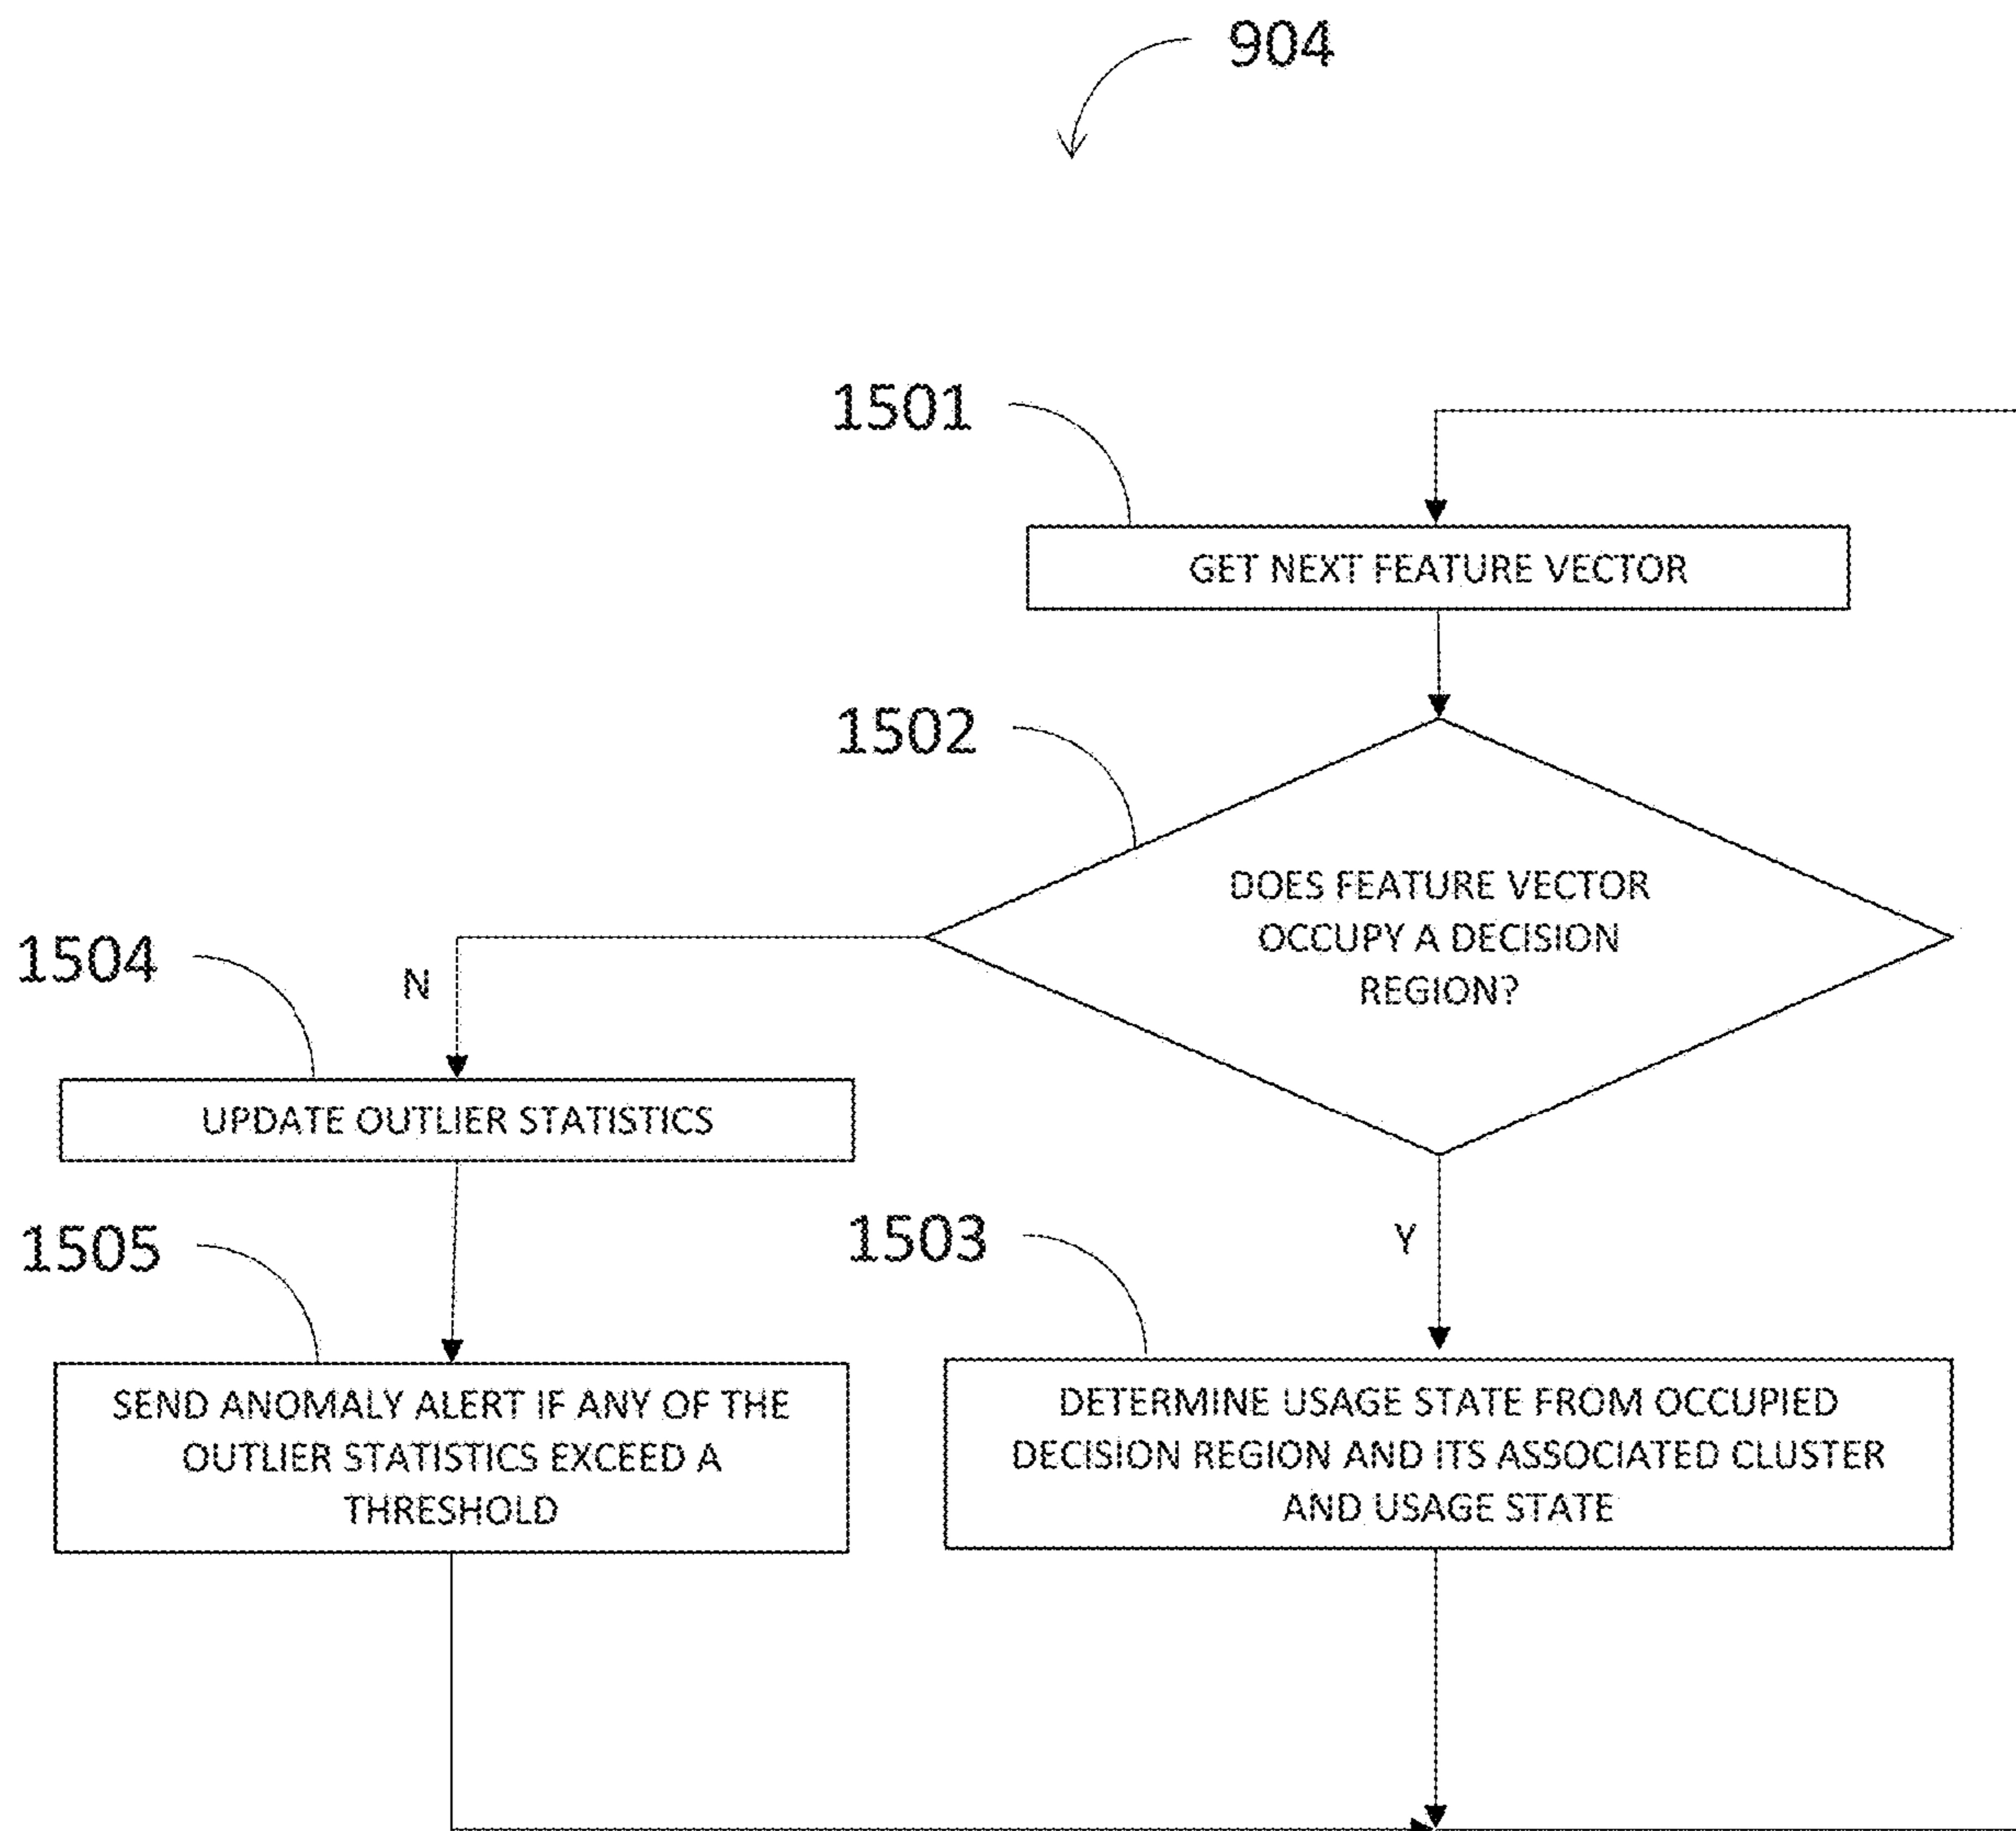 904
1501
GET NEXT FEATURE VECTOR
1502
DOES FEATURE VECTOR
OCCUPY A DECISION
REGION?
1504
N
UPDATE OUTLIER STATISTICS
1505
1503
Y
SEND ANOMALY ALERT IF ANY OF THE
OUTLIER STATISTICS EXCEED A
THRESHOLD
DETERMINE USAGE STATE FROM OCCUPIED
DECISION REGION AND ITS ASSOCIATED CLUSTER
AND USAGE STATE